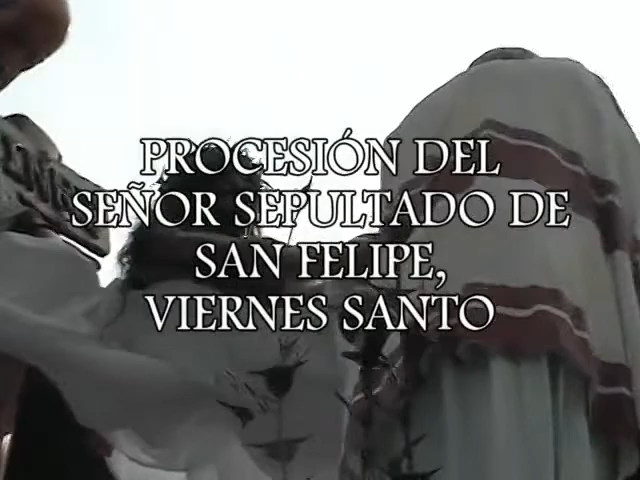 PROCESIÓN DEL
SEÑOR SEPULTADO DE
SAN FELIPE,
VIERNES SANTO